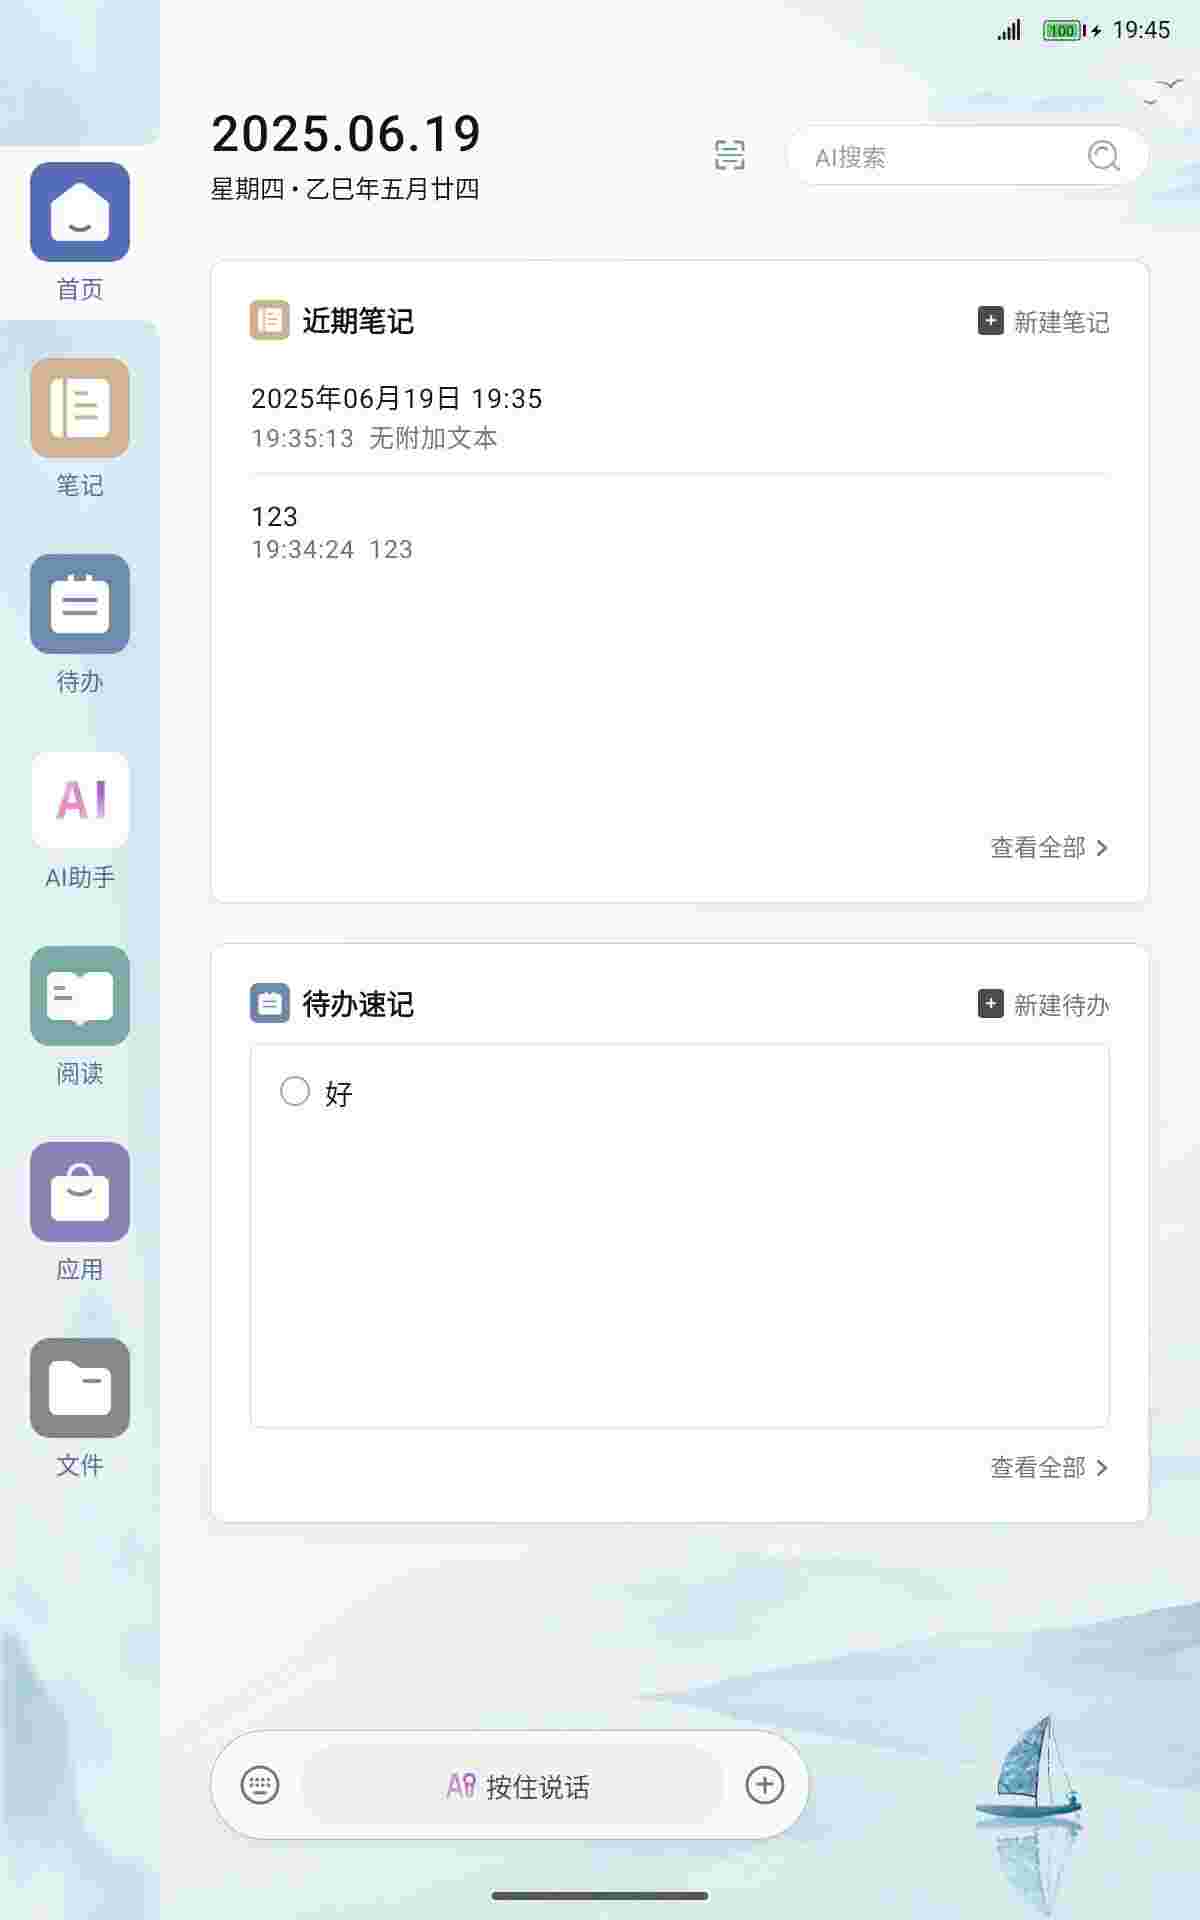 100 19:45
2025.06.19
星期四·乙巳年五月廿四
AI搜索
首页
笔记
待办
AI
AI助手
阅读
应用
文件
近期笔记
新建笔记
2025年06月19日 19:35
19:35:13 无附加文本
123
19:34:24 123
查看全部
待办速记
新建待办
好
查看全部
AI 按住说话